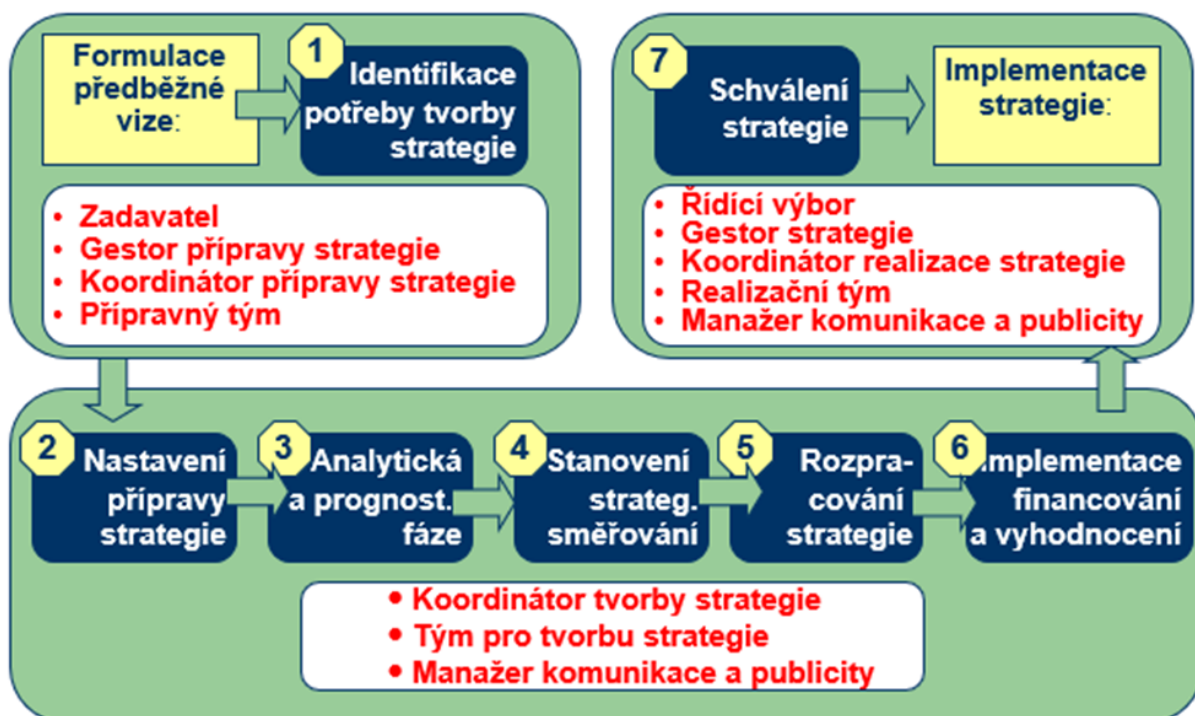 Formulace
předběžné
vize:
1
Identifikace
potřeby tvorby
strategie
• Zadavatel
• Gestor přípravy strategie
• Koordinátor přípravy strategie
• Přípravný tým
7
Schválení
strategie
Implementace
strategie:
• Řídící výbor
• Gestor strategie
• Koordinátor realizace strategie
• Realizační tým
• Manažer komunikace a publicity
2
Nastavení
přípravy
strategie
3
Analytická
a prognost.
fáze
4
Stanovení
strateg.
směřování
5
Rozpra-
cování
strategie
6
Implementace
financování
a vyhodnocení
• Koordinátor tvorby strategie
• Tým pro tvorbu strategie
• Manažer komunikace a publicity